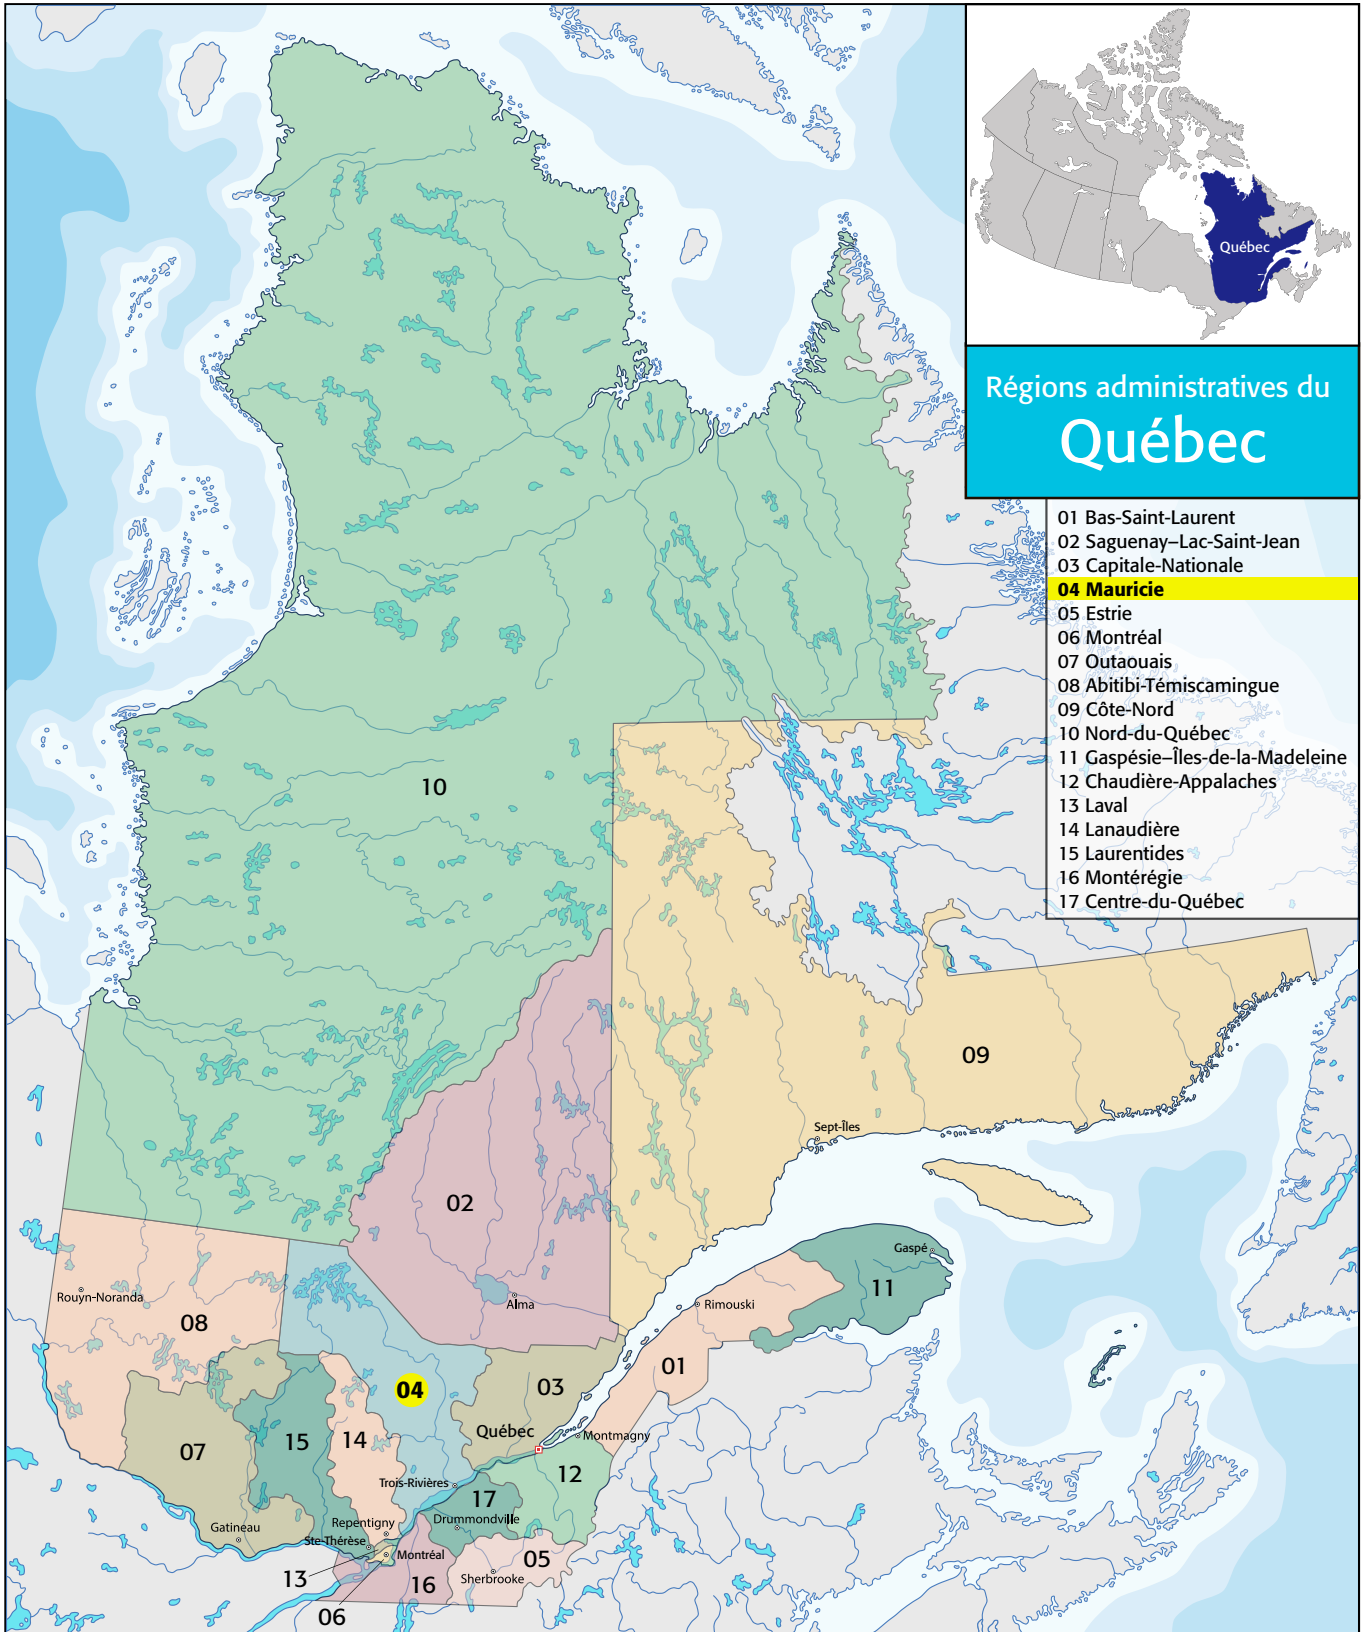 Québec
Régions administratives du
Québec
01 Bas-Saint-Laurent
02 Saguenay–Lac-Saint-Jean
03 Capitale-Nationale
04 Mauricie
05 Estrie
06 Montréal
07 Outaouais
08 Abitibi-Témiscamingue
09 Côte-Nord
10 Nord-du-Québec
11 Gaspésie–Îles-de-la-Madeleine
12 Chaudière-Appalaches
13 Laval
14 Lanaudière
15 Laurentides
16 Montérégie
17 Centre-du-Québec
10
09
Sept-Îles
02
Gaspé
11
Rouyn-Noranda
Alma
Rimouski
08
01
03
04
Québec
Montmagny
15
14
07
12
Trois-Rivières
17
Drummondville
Gatineau
Repentigny
Ste-Thérèse
Montréal
05
Sherbrooke
13
16
06